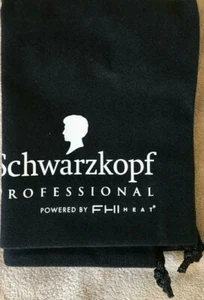 Schwarzkopf
PROFESSIONAL
POWERED BY FHI HEAT®